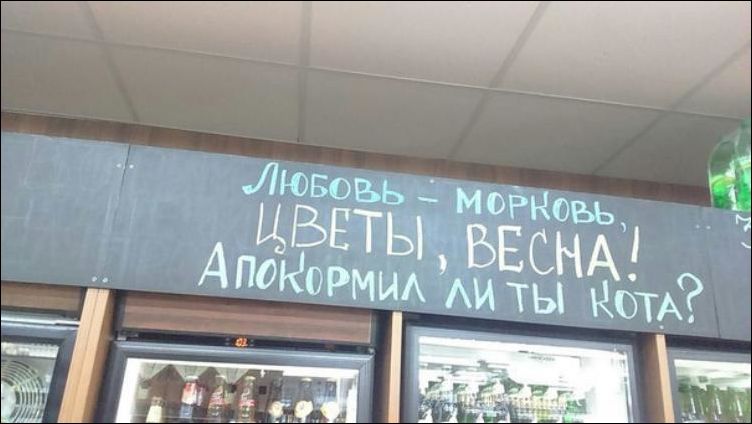 ЛЮБОВЬ – МОРКОВЬ,
ЦВЕТЫ, ВЕСНА!
А ПОКОРМИЛ ЛИ ТЫ КОТА?